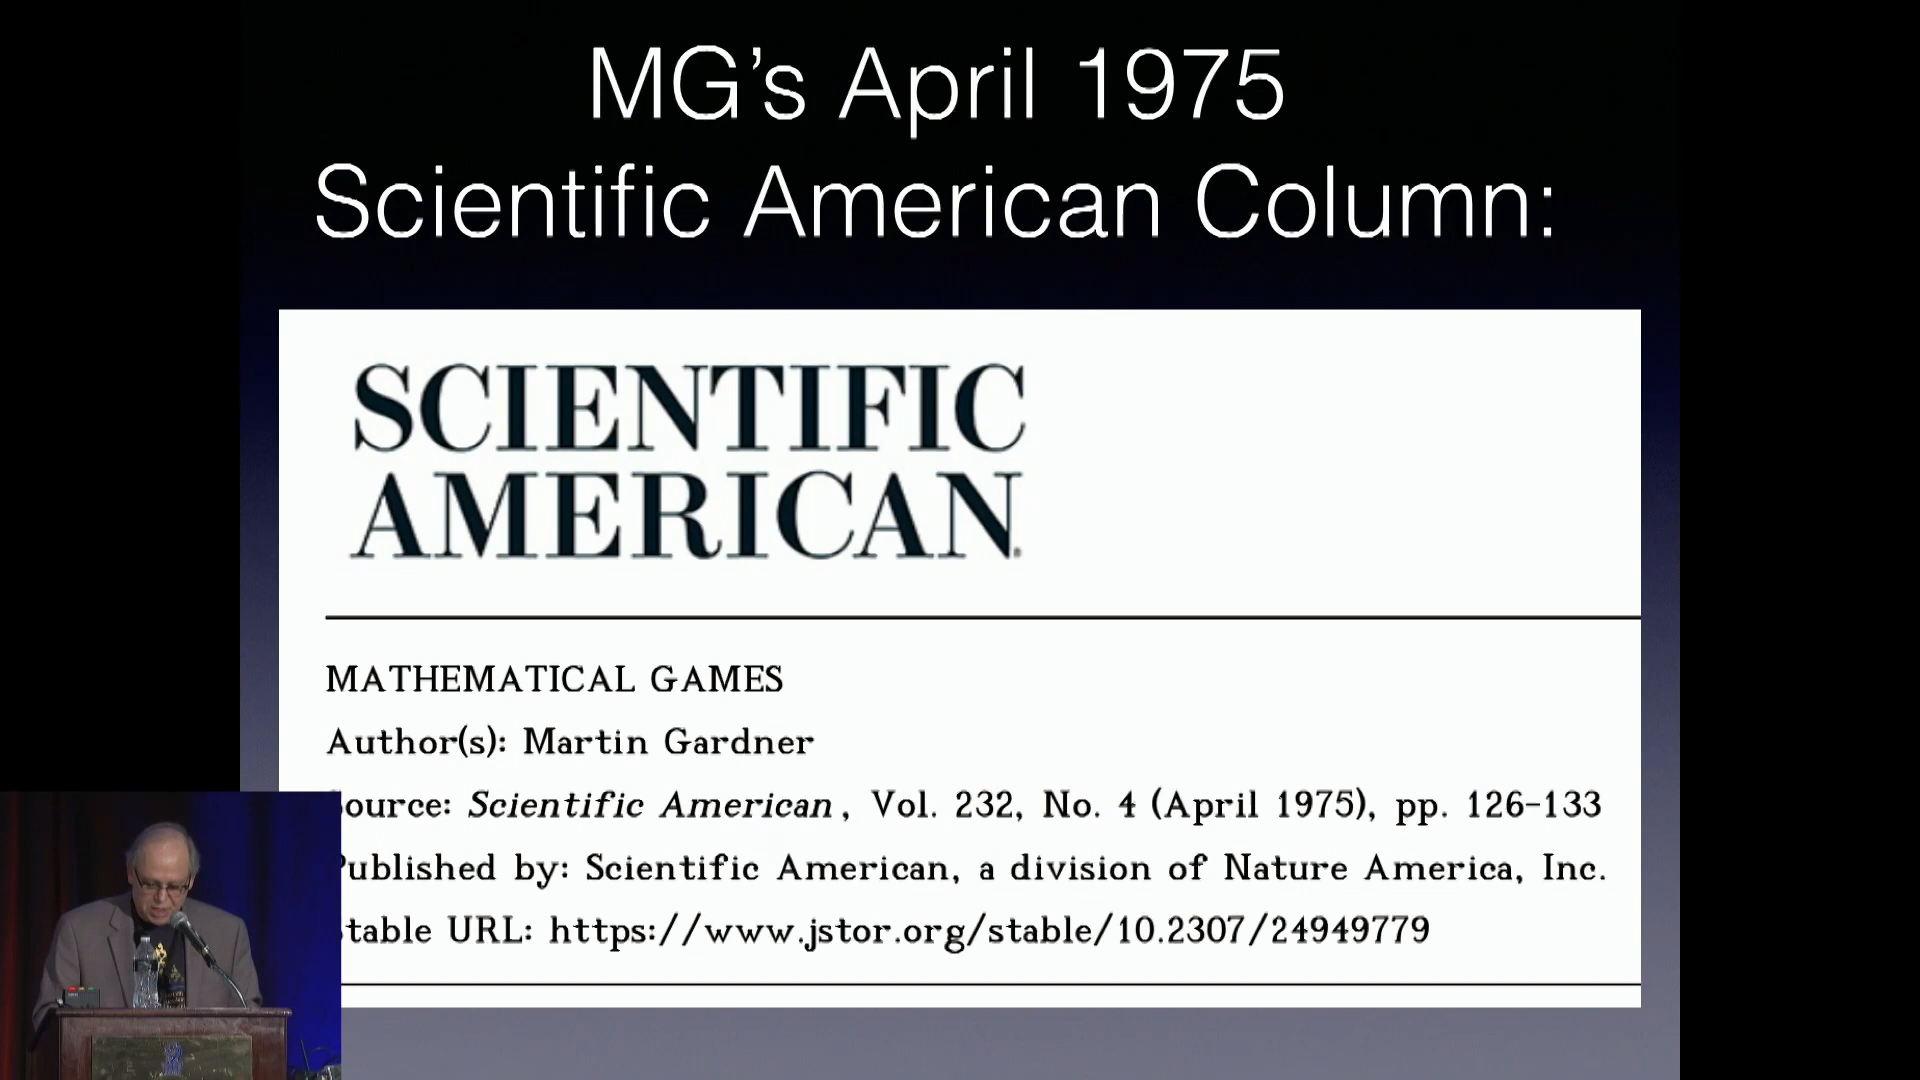 MG's April 1975
Scientific American Column:
SCIENTIFIC
AMERICAN
MATHEMATICAL GAMES
Author(s): Martin Gardner
ource: Scientific American, Vol. 232, No. 4 (April 1975), pp. 126-133
ublished by: Scientific American, a division of Nature America, Inc.
table URL: https://www.jstor.org/stable/10.2307/24949779